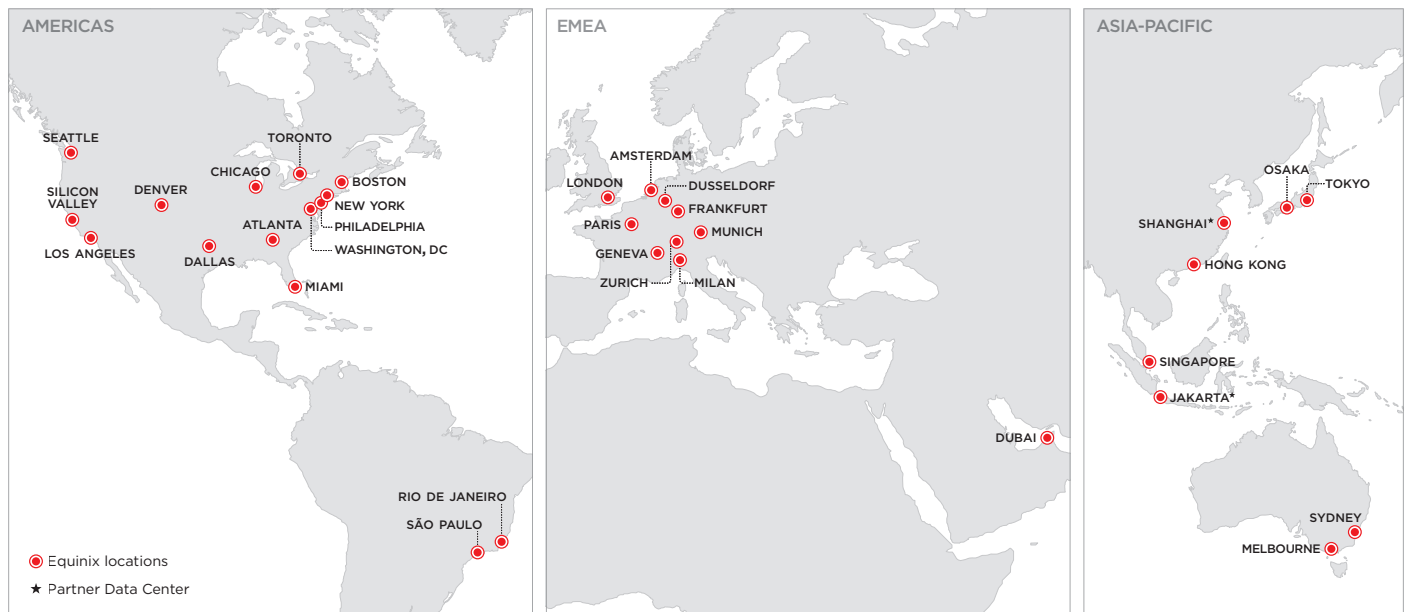 AMERICAS
SEATTLE
TORONTO
CHICAGO
BOSTON
DENVER
SILICON
VALLEY
NEW YORK
PHILADELPHIA
ATLANTA
WASHINGTON, DC
LOS ANGELES
DALLAS
MIAMI
RIO DE JANEIRO
SÃO PAULO
Equinix locations
★ Partner Data Center
EMEA
AMSTERDAM
LONDON
DUSSELDORF
FRANKFURT
PARIS
MUNICH
GENEVA
ZURICH
MILAN
DUBAI
ASIA-PACIFIC
OSAKA
TOKYO
SHANGHAI★
HONG KONG
SINGAPORE
JAKARTA★
SYDNEY
MELBOURNE